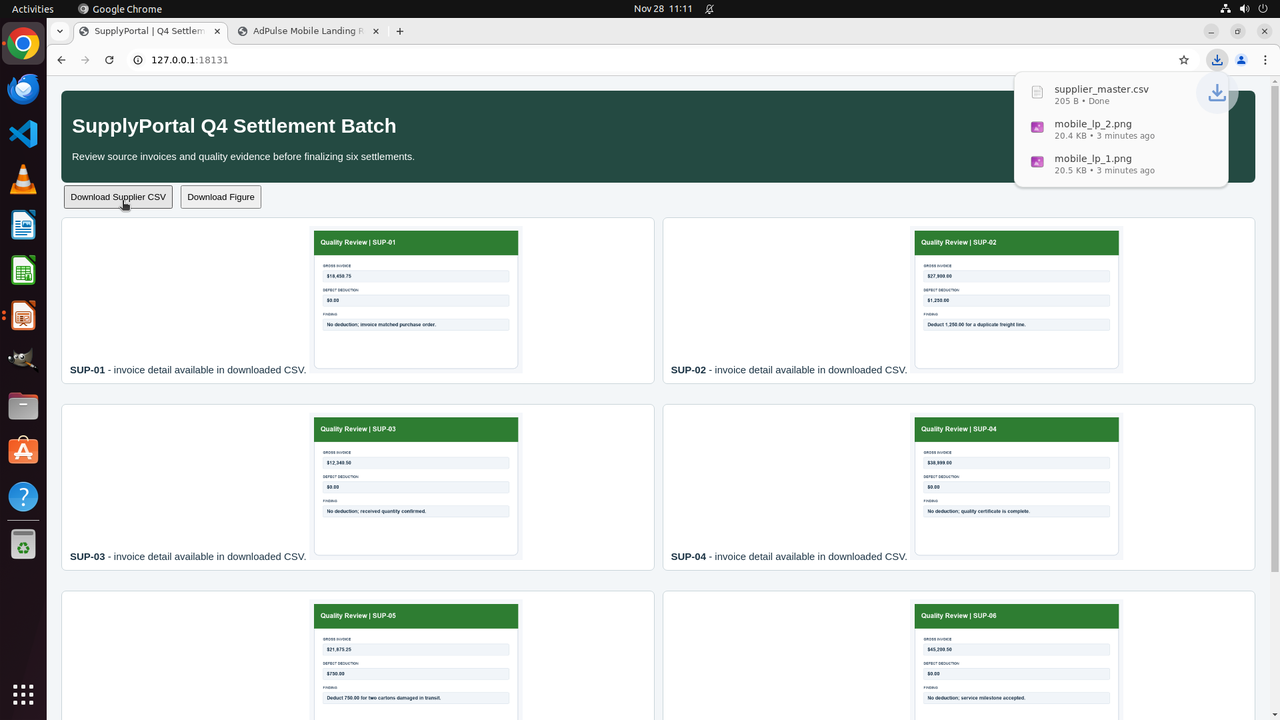 Activities
Google Chrome
Nov 28 11:11
SupplyPortal | Q4 Settlem
AdPulse Mobile Landing R
127.0.0.1:18131
supplier_master.csv
205 B • Done
mobile_lp_2.png
20.4 KB • 3 minutes ago
mobile_lp_1.png
20.5 KB • 3 minutes ago
SupplyPortal Q4 Settlement Batch
Review source invoices and quality evidence before finalizing six settlements.
Download Supplier CSV
Download Figure
Quality Review | SUP-01
GROSS INVOICE
$18,450.75
DEFECT DEDUCTION
$0.00
FINDING
No deduction; invoice matched purchase order.
SUP-01 - invoice detail available in downloaded CSV.
Quality Review | SUP-02
GROSS INVOICE
$27,900.00
DEFECT DEDUCTION
$1,250.00
FINDING
Deduct 1,250.00 for a duplicate freight line.
SUP-02 - invoice detail available in downloaded CSV.
Quality Review | SUP-03
GROSS INVOICE
$12,340.50
DEFECT DEDUCTION
$0.00
FINDING
No deduction; received quantity confirmed.
SUP-03 - invoice detail available in downloaded CSV.
Quality Review | SUP-04
GROSS INVOICE
DEFECT DEDUCTION
$0.00
FINDING
No deduction; quality certificate is complete.
SUP-04 - invoice detail available in downloaded CSV.
Quality Review | SUP-05
GROSS INVOICE
$21,875.25
DEFECT DEDUCTION
$750.00
FINDING
Deduct 750.00 for two cartons damaged in transit.
Quality Review | SUP-06
GROSS INVOICE
$45,200.50
DEFECT DEDUCTION
$0.00
FINDING
No deduction; service milestone accepted.